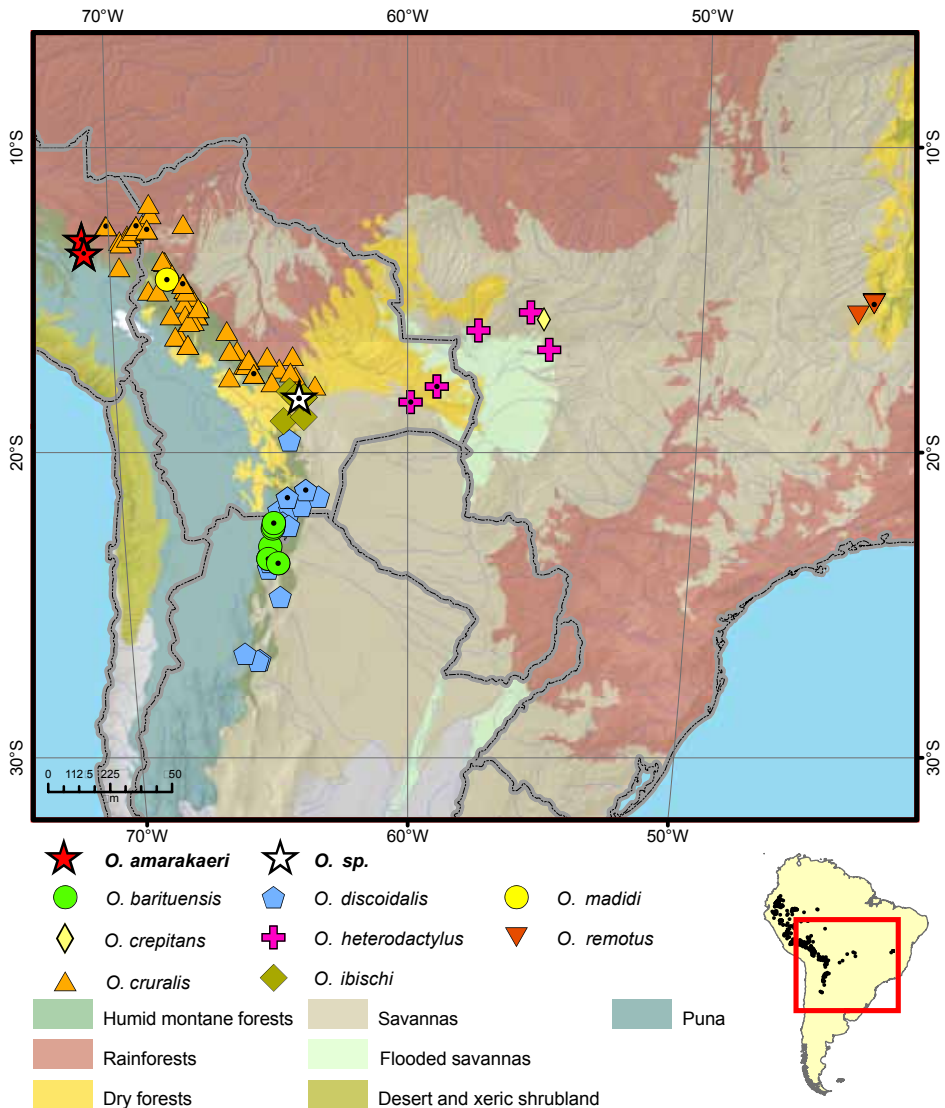 70°W 60°W 50°W
10°S 10°S
20°S 20°S
30°S 30°S
0 112.5 225 50
m
70°W 60°W 50°W
O. amarakaeri O. sp.
O. barituensis O. discoidalis O. madidi
O. crepitans O. heterodactylus O. remotus
O. cruralis O. ibischi
Humid montane forests Savannas Puna
Rainforests Flooded savannas
Dry forests Desert and xeric shrubland